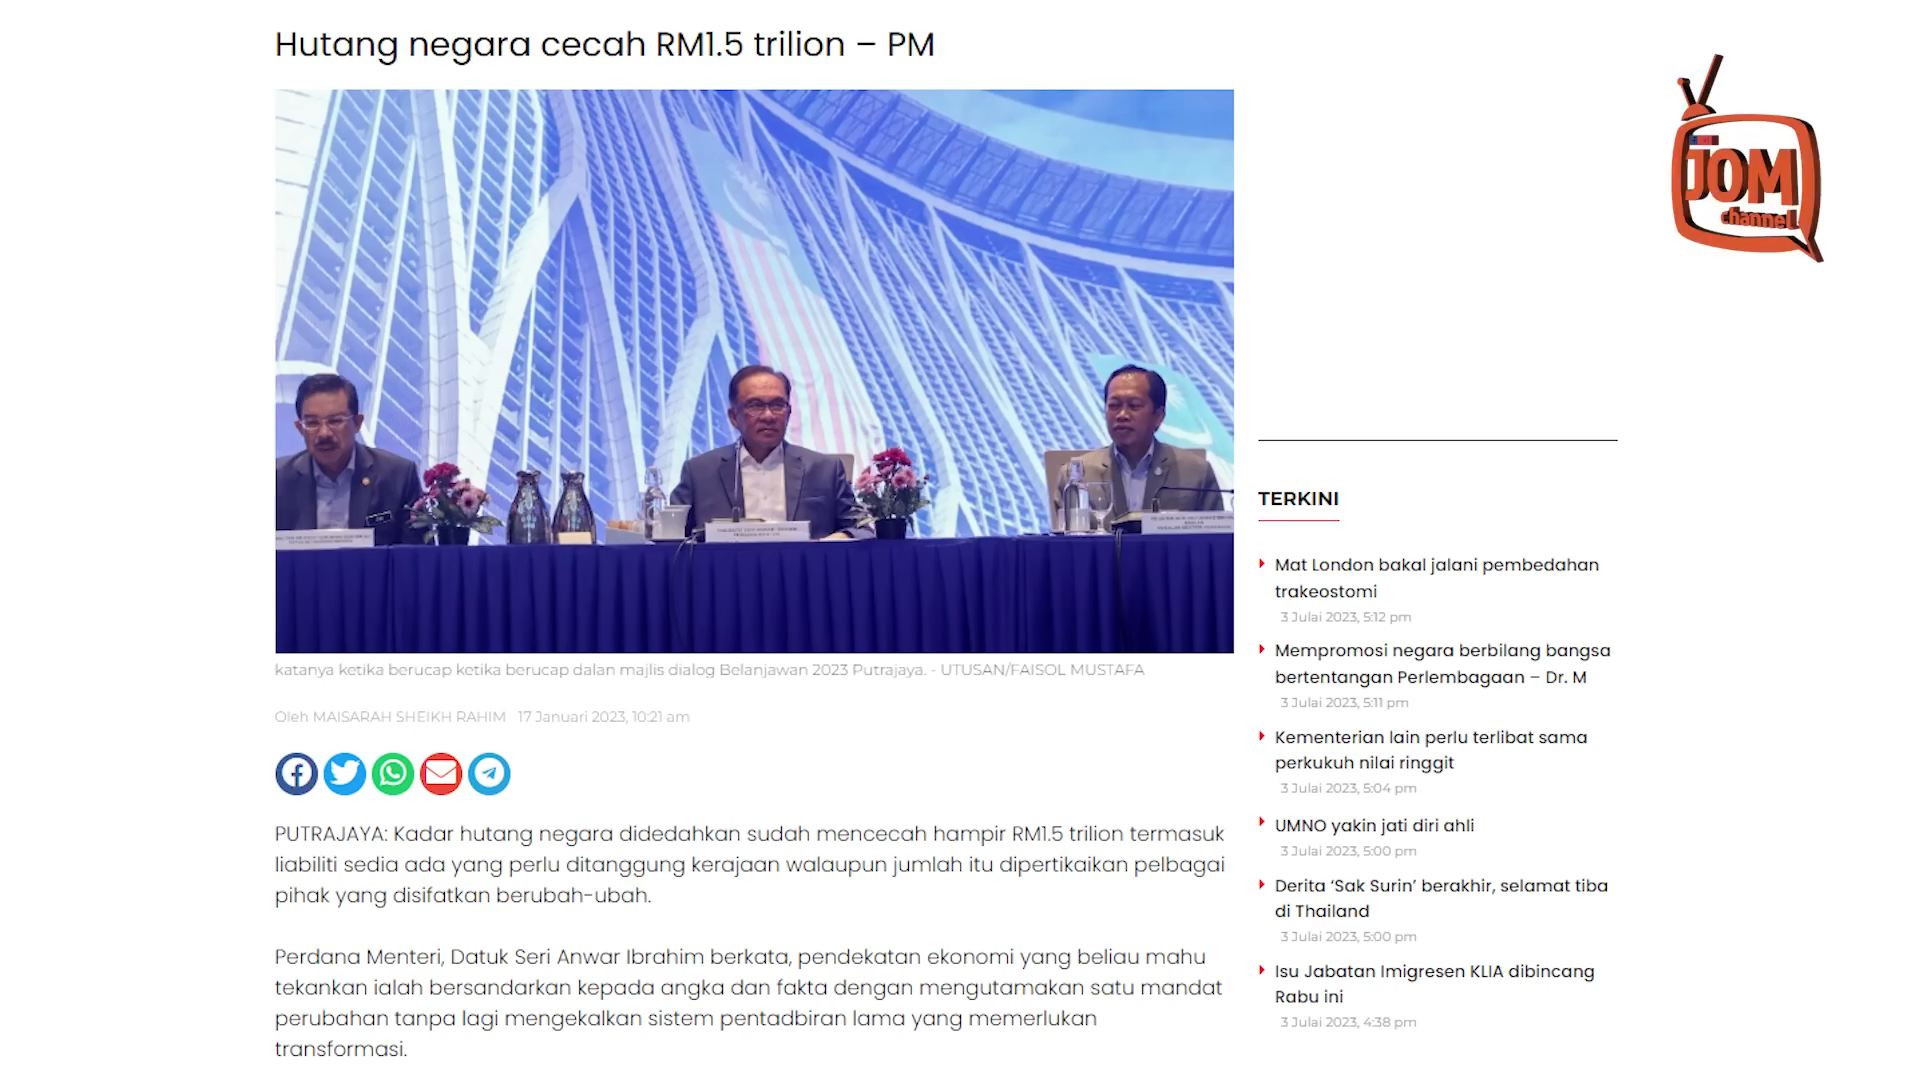 Hutang negara cecah RM1.5 trilion – PM
JOM
channel
katanya ketika berucap ketika berucap dalan majlis dialog Belanjawan 2023 Putrajaya. - UTUSAN/FAISOL MUSTAFA
Oleh MAISARAH SHEIKH RAHIM 17 Januari 2023, 10:21 am
PUTRAJAYA: Kadar hutang negara didedahkan sudah mencecah hampir RM1.5 trilion termasuk
liabiliti sedia ada yang perlu ditanggung kerajaan walaupun jumlah itu dipertikaikan pelbagai
pihak yang disifatkan berubah-ubah.
Perdana Menteri, Datuk Seri Anwar Ibrahim berkata, pendekatan ekonomi yang beliau mahu
tekankan ialah bersandarkan kepada angka dan fakta dengan mengutamakan satu mandat
perubahan tanpa lagi mengekalkan sistem pentadbiran lama yang memerlukan
transformasi.
TERKINI
Mat London bakal jalani pembedahan
trakeostomi
3 Julai 2023, 5:12 pm
Mempromosi negara berbilang bangsa
bertentangan Perlembagaan – Dr. M
3 Julai 2023, 5:11 pm
Kementerian lain perlu terlibat sama
perkukuh nilai ringgit
3 Julai 2023, 5:04 pm
UMNO yakin jati diri ahli
3 Julai 2023, 5:00 pm
Derita ‘Sak Surin’ berakhir, selamat tiba
di Thailand
3 Julai 2023, 5:00 pm
Isu Jabatan Imigresen KLIA dibincang
Rabu ini
3 Julai 2023, 4:38 pm